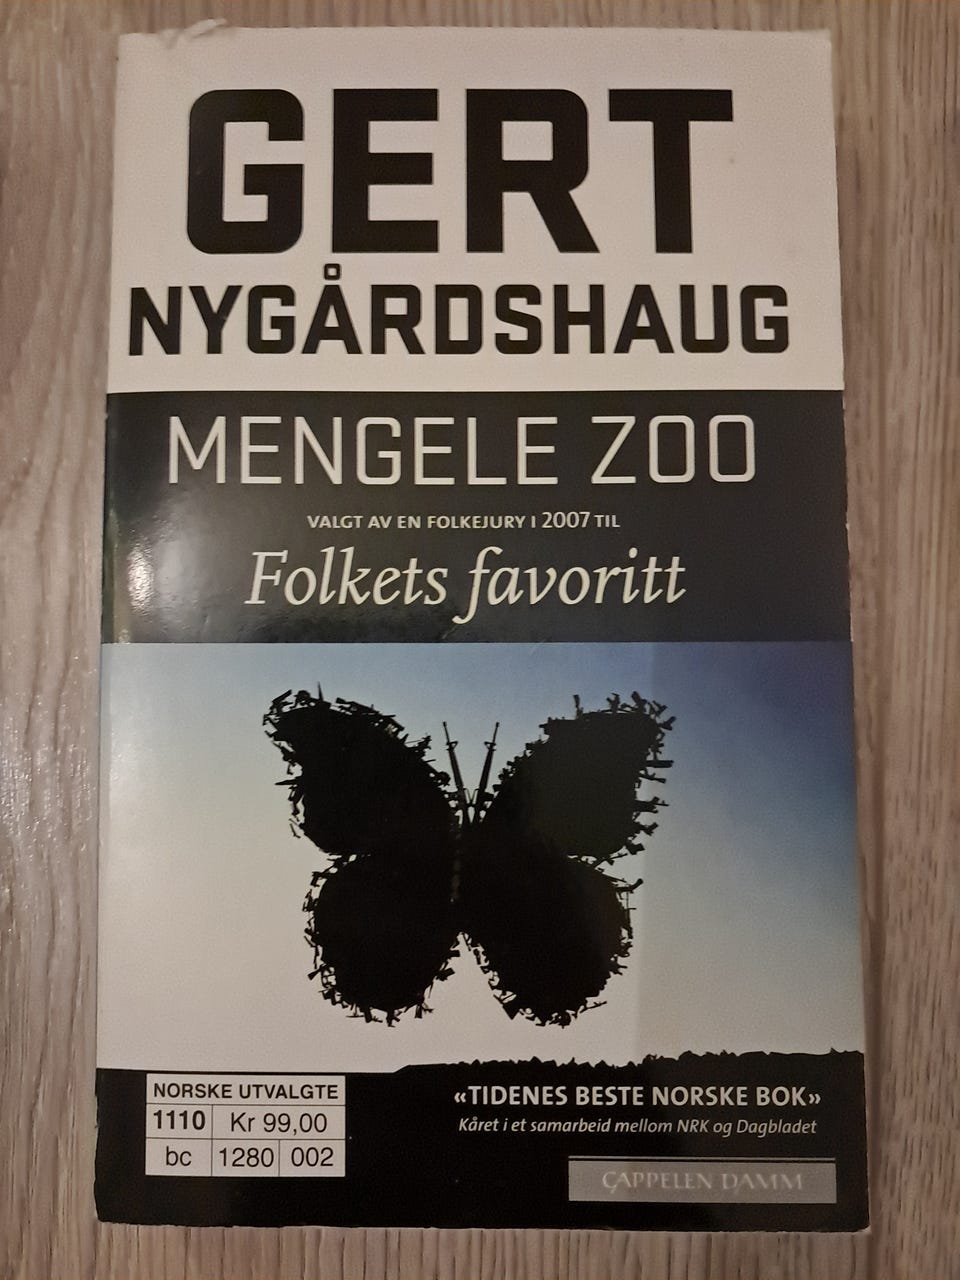 GERT
NYGÅRDSHAUG
MENGELE ZOO
VALGT AV EN FOLKEJURY I 2007 TIL
Folkets favoritt
NORSKE UTVALGTE
1110 Kr 99,00
bc 1280 002
«TIDENES BESTE NORSKE BOK»
Kåret i et samarbeid mellom NRK og Dagbladet
CAPPELEN DAMM